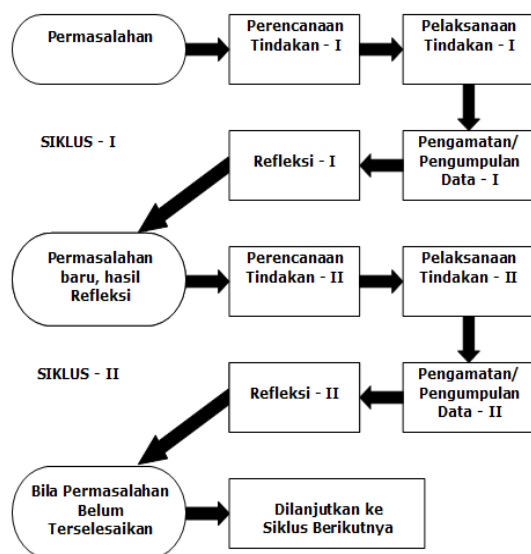 Permasalahan
Perencanaan
Tindakan - I
Pelaksanaan
Tindakan - I
SIKLUS - I
Refleksi - I
Pengamatan/
Pengumpulan
Data - I
Permasalahan
baru, hasil
Refleksi
Perencanaan
Tindakan - II
Pelaksanaan
Tindakan - II
SIKLUS - II
Refleksi - II
Pengamatan/
Pengumpulan
Data - II
Bila Permasalahan
Belum
Terselesaikan
Dilanjutkan ke
Siklus Berikutnya